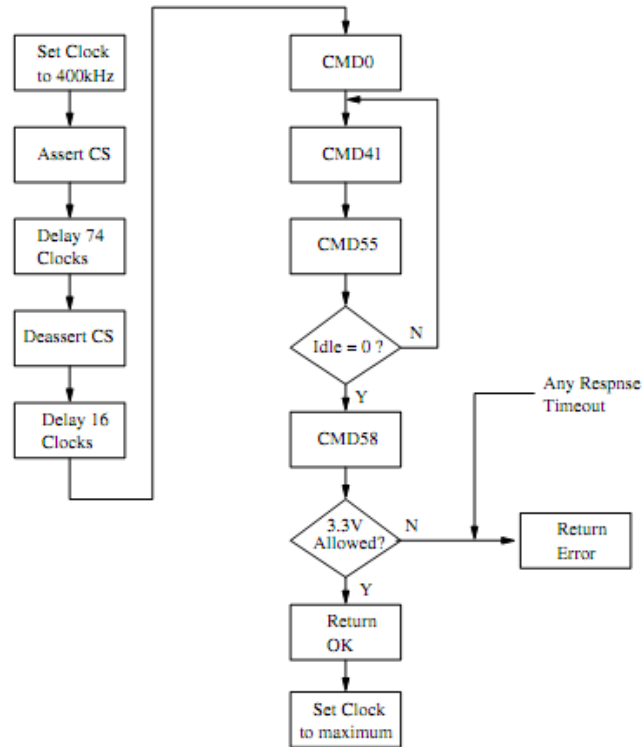 Set Clock
to 400kHz
Assert CS
Delay 74
Clocks
Deassert CS
Delay 16
Clocks
CMD0
CMD41
CMD55
Idle = 0 ?
N
Y
CMD58
3.3V
Allowed?
N
Y
Any Respnse
Timeout
Return
Error
Return
OK
Set Clock
to maximum